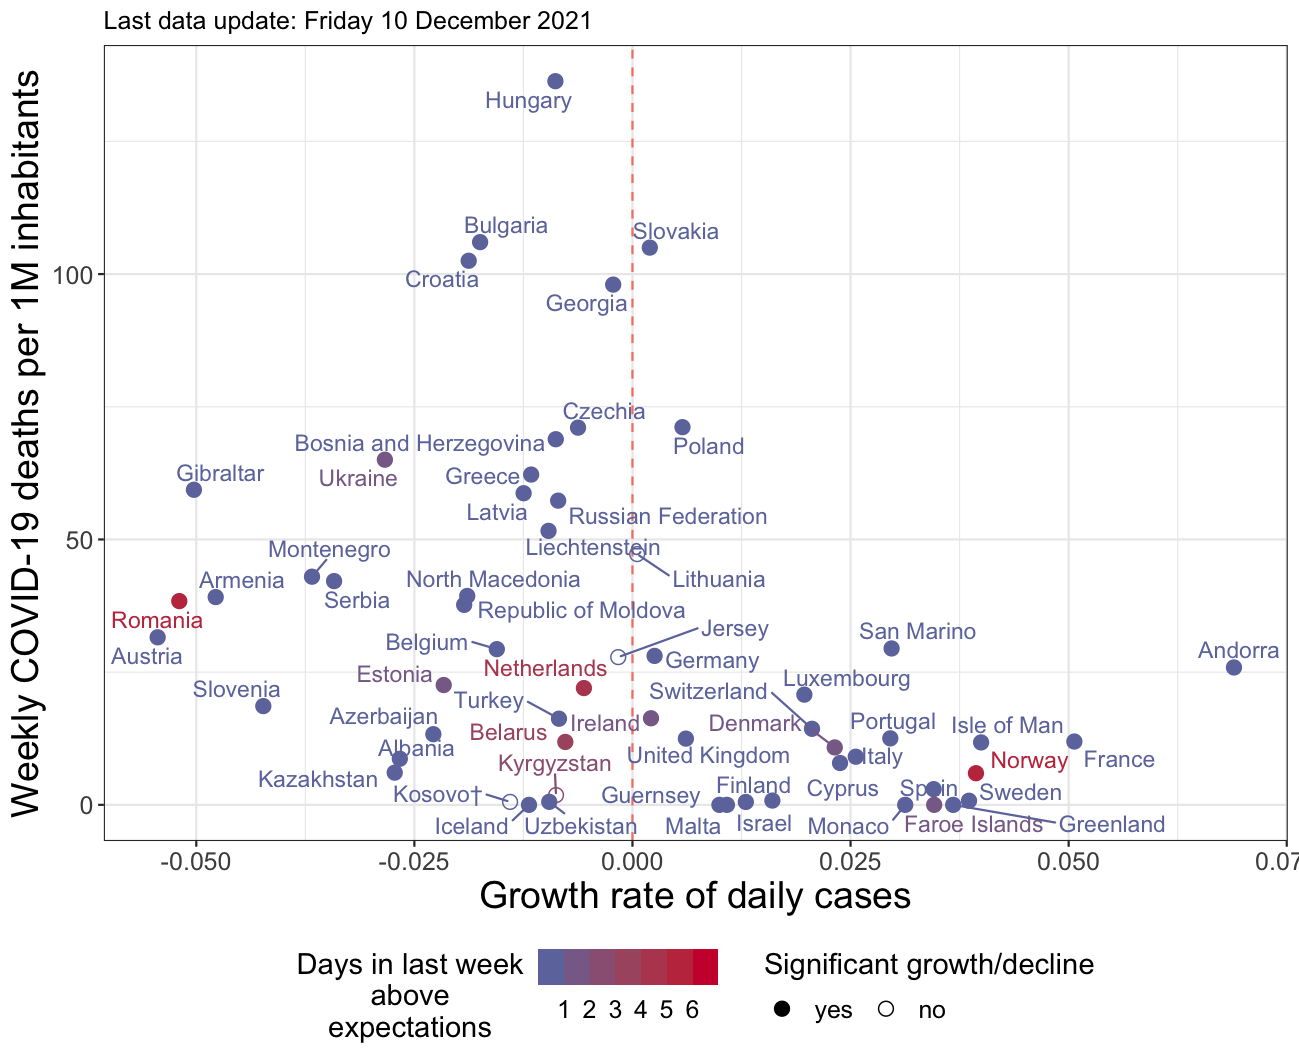 Last data update: Friday 10 December 2021
Weekly COVID-19 deaths per 1M inhabitants
Hungary
Bulgaria
Slovakia
Croatia
100
Georgia
Czechia
Bosnia and Herzegovina
Poland
Gibraltar
Ukraine
Greece
Latvia
Russian Federation
50
Liechtenstein
Montenegro
Lithuania
Armenia
North Macedonia
Serbia
Republic of Moldova
Romania
Jersey
San Marino
Belgium
Austria
Andorra
Netherlands
Germany
Estonia
Luxembourg
Slovenia
Switzerland
Turkey
Azerbaijan
Ireland
Denmark
Portugal
Isle of Man
Belarus
Albania
United Kingdom
Italy
Norway
France
Kyrgyzstan
Kazakhstan
Finland
Cyprus
Spain
Sweden
Kosovo†
Guernsey
0
Iceland
Uzbekistan
Malta
Israel
Monaco
Faroe Islands
Greenland
-0.050 -0.025 0.000 0.025 0.050 0.07
Growth rate of daily cases
Days in last week
above
expectations
1 2 3 4 5 6
Significant growth/decline
yes no